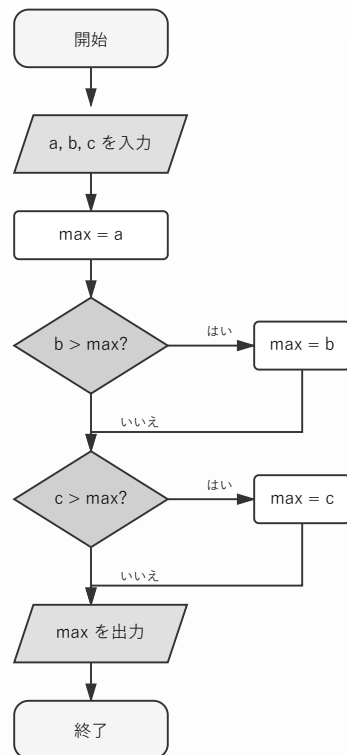 開始
a, b, c を入力
max = a
b > max?
はい
max = b
いいえ
c > max?
はい
max = c
いいえ
max を出力
終了